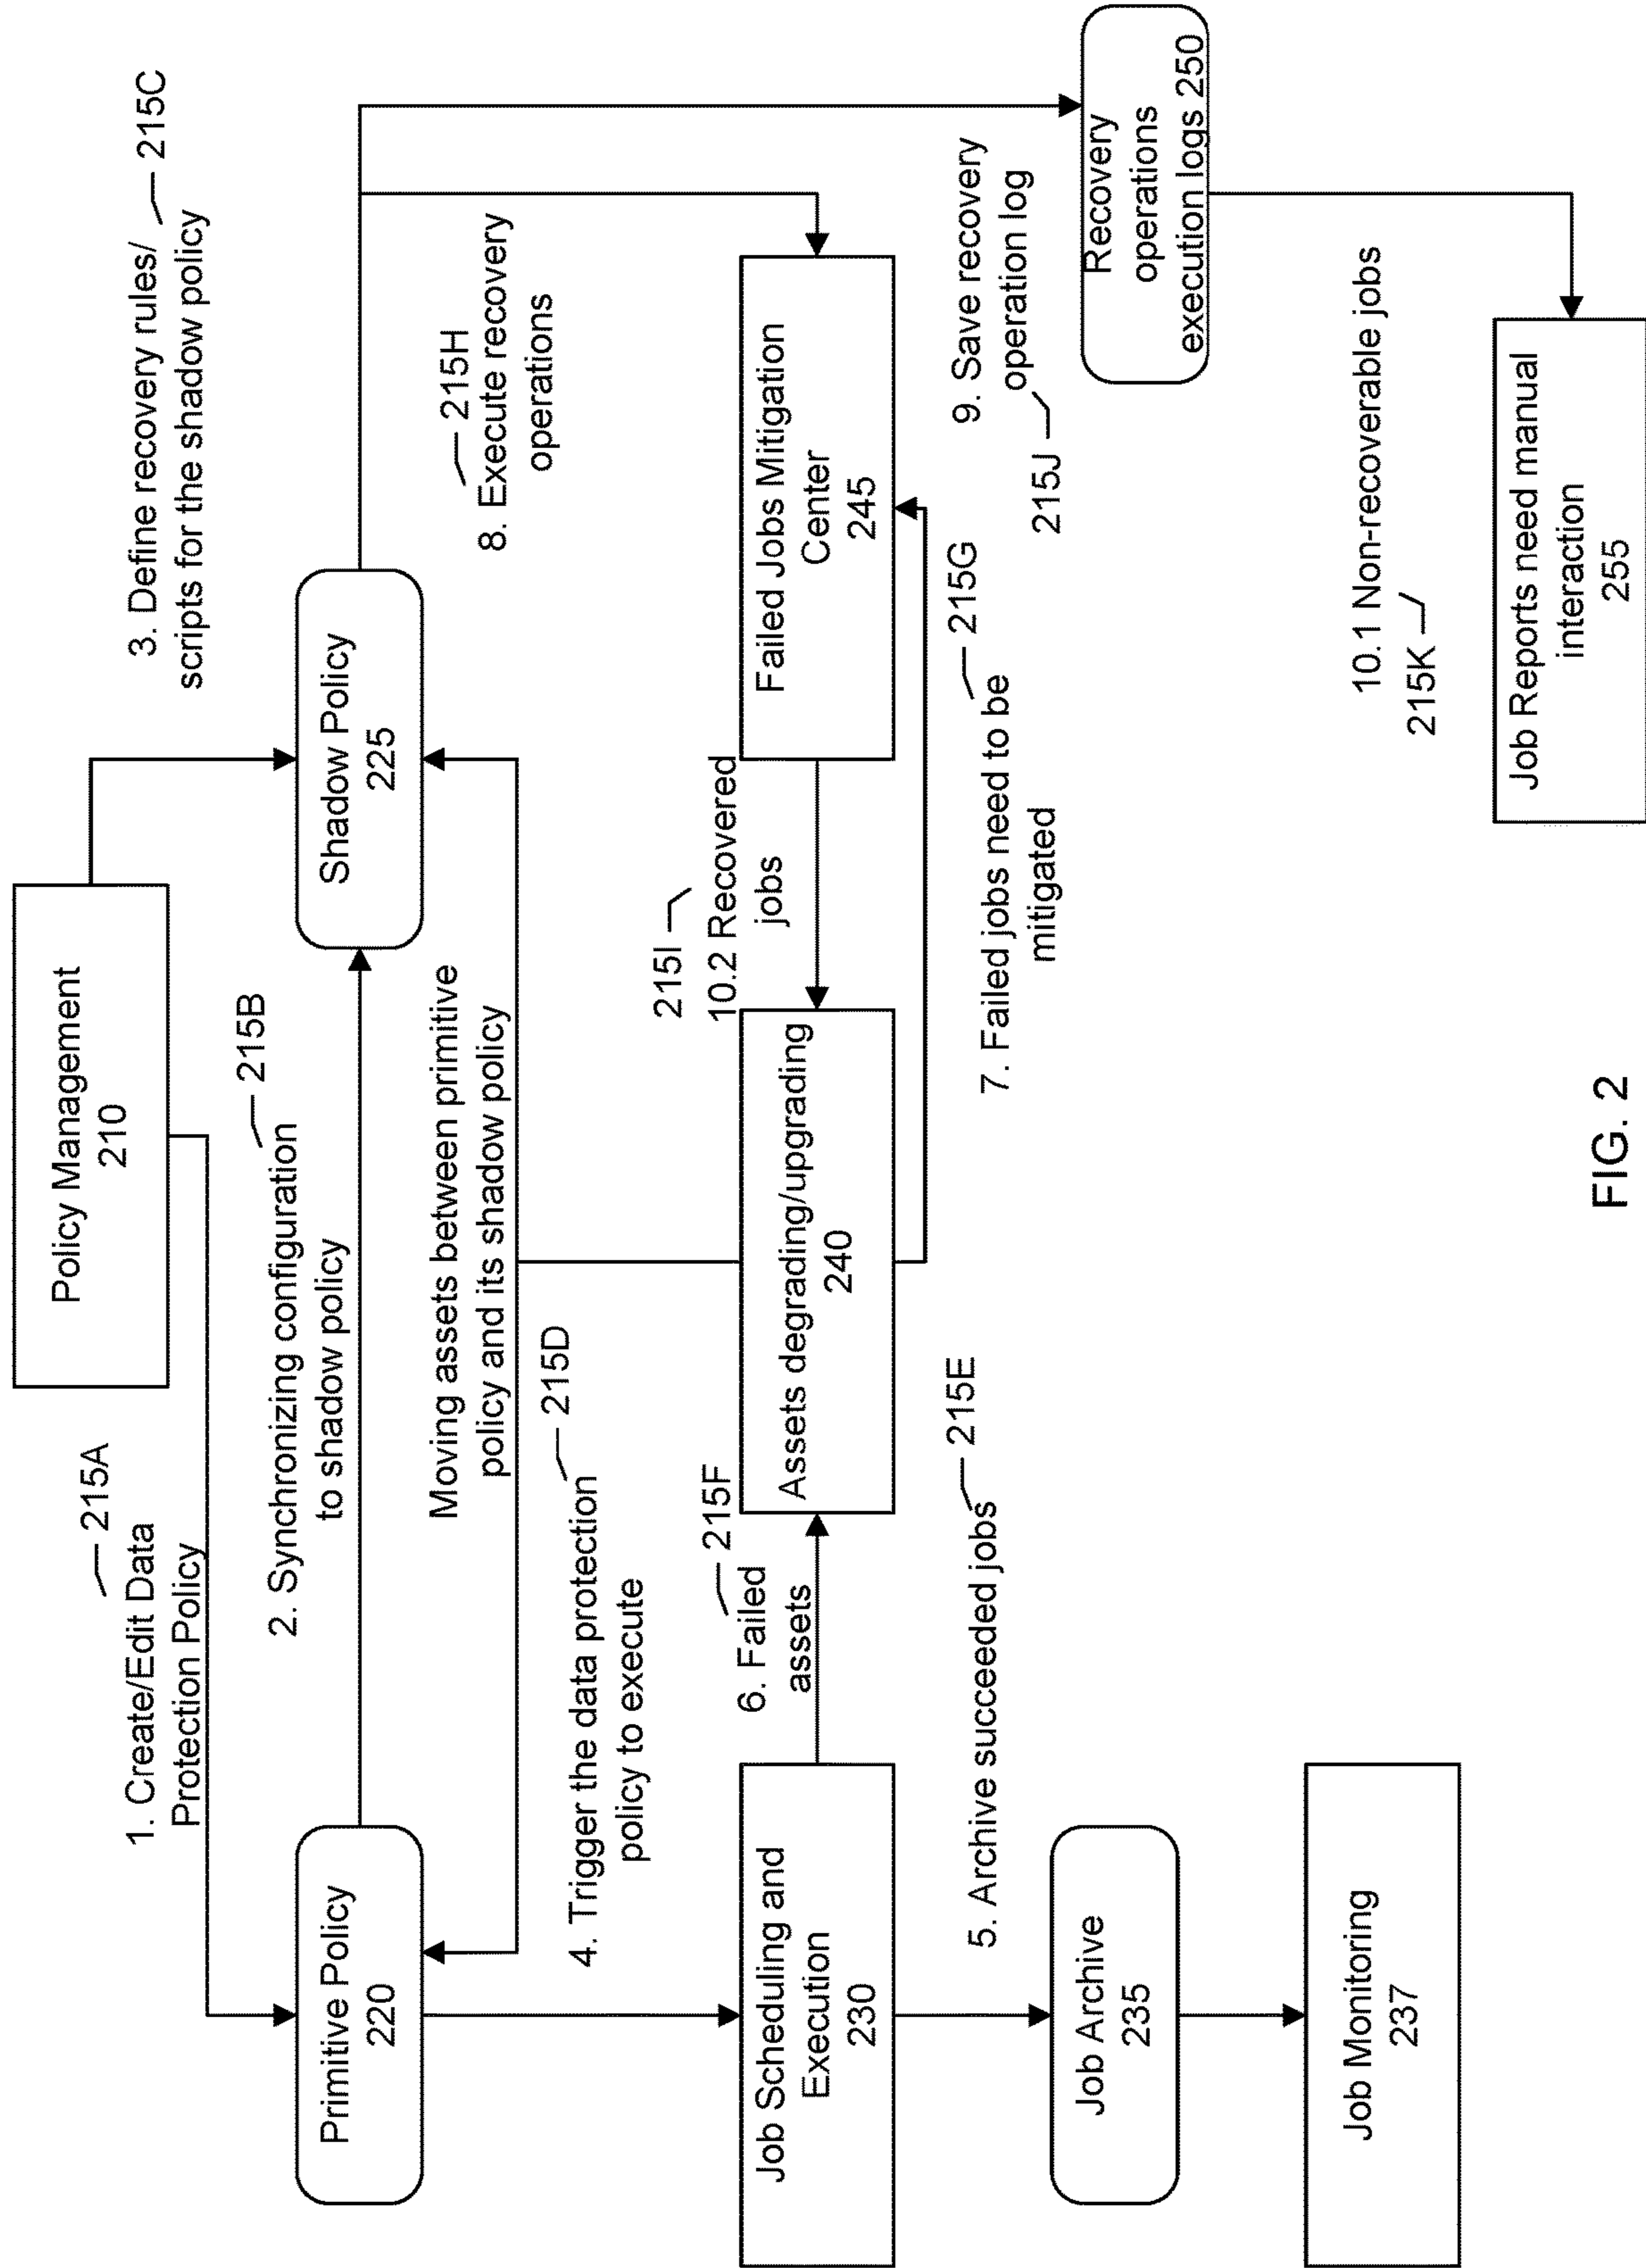 Policy Management
210
215A
1. Create/Edit Data
Protection Policy
215B
2. Synchronizing configuration
to shadow policy
3. Define recovery rules/
215C
scripts for the shadow policy
Primitive Policy
220
Shadow Policy
225
Moving assets between primitive
policy and its shadow policy
4. Trigger the data protection
215D
policy to execute
215H
8. Execute recovery
operations
Job Scheduling and
Execution
230
215F
6. Failed
assets
Assets degrading/upgrading
240
215I
10.2 Recovered
jobs
Failed Jobs Mitigation
Center
245
5. Archive succeeded jobs
215E
7. Failed jobs need to be
215G
mitigated
9. Save recovery
operation log
215J
Job Archive
235
Recovery
operations
execution logs 250
Job Monitoring
237
10.1 Non-recoverable jobs
215K
Job Reports need manual
interaction
255
FIG. 2